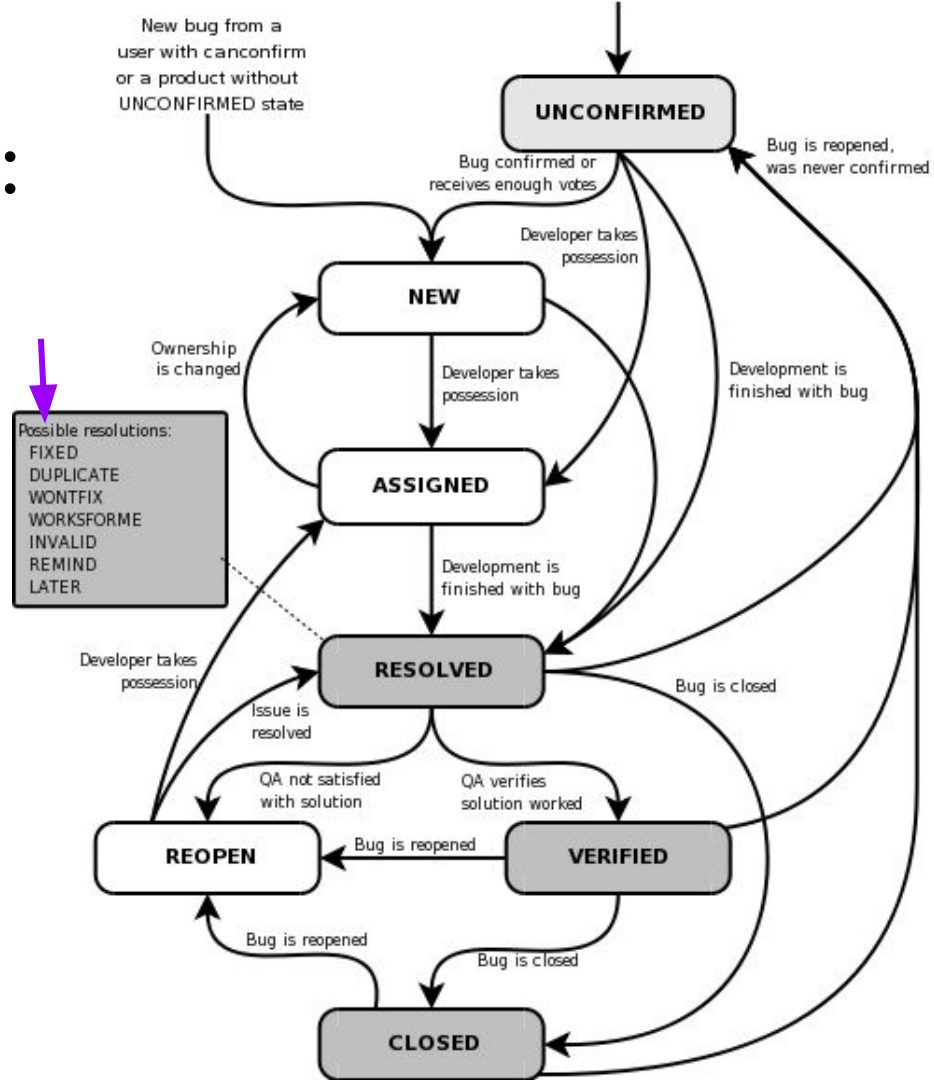 New bug from a
user with canconfirm
or a product without
UNCONFIRMED state
UNCONFIRMED
Bug is reopened,
was never confirmed
Bug confirmed or
receives enough votes
Developer takes
possession
NEW
Ownership
is changed
Developer takes
possession
Development is
finished with bug
Possible resolutions:
FIXED
DUPLICATE
WONTFIX
WORKSFORME
INVALID
REMIND
LATER
ASSIGNED
Development is
finished with bug
RESOLVED
Developer takes
possession
Issue is
resolved
Bug is closed
QA not satisfied
with solution
QA verifies
solution worked
REOPEN
Bug is reopened
VERIFIED
Bug is reopened
Bug is closed
CLOSED